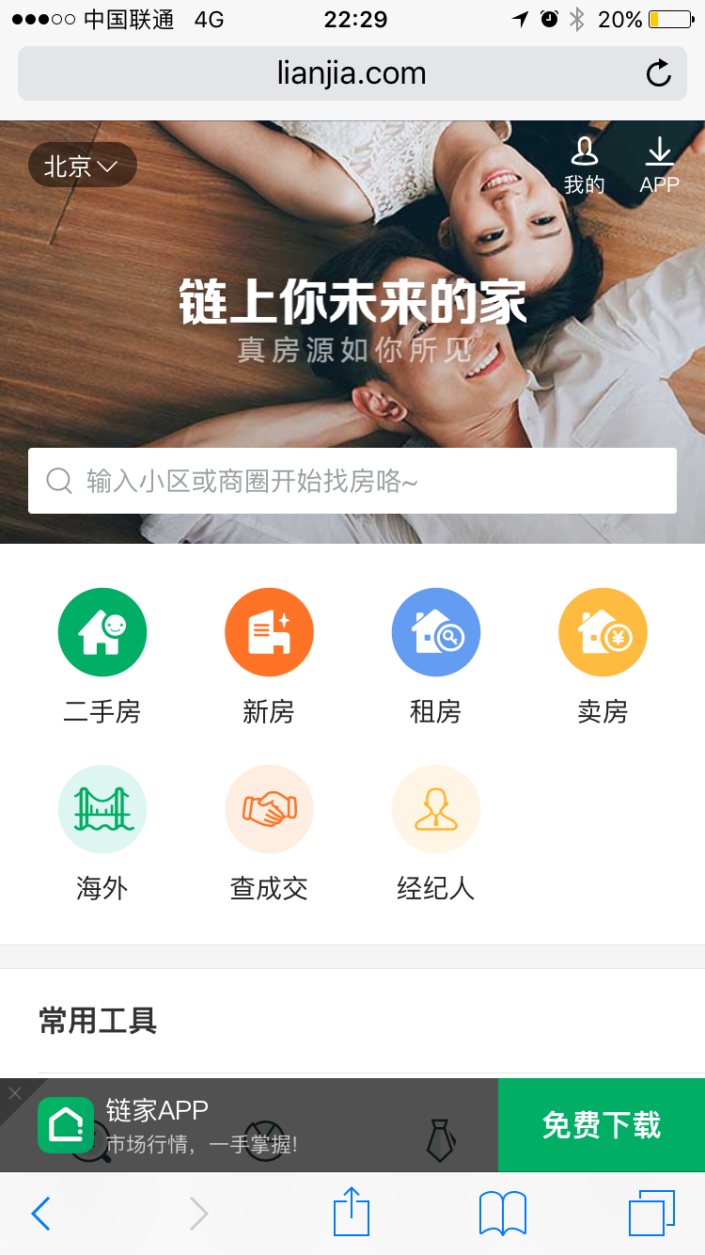 中国联通 4G 22:29 20%
lianjia.com
北京
我的 APP
链上你未来的家
真房源如你所见
输入小区或商圈开始找房咯~
二手房 新房 租房 卖房
¥
海外 查成交 经纪人
常用工具
链家APP
市场行情，一手掌握!
免费下载